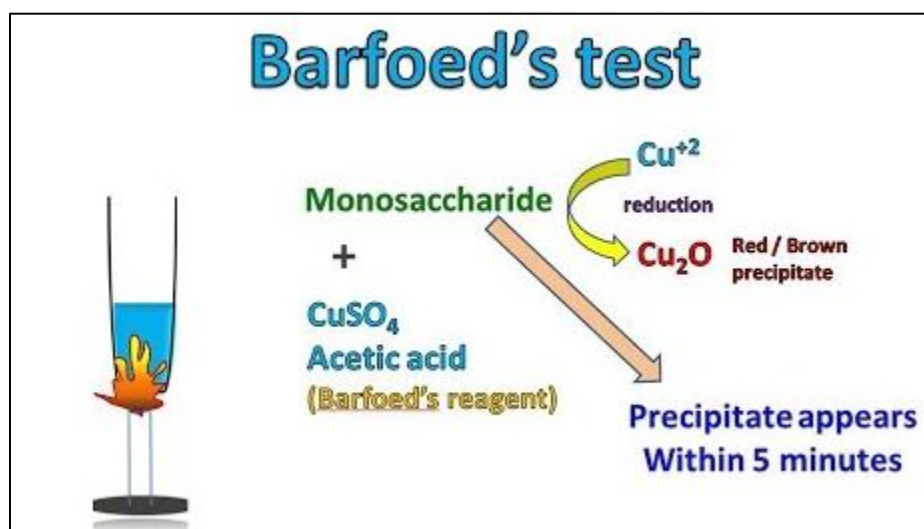 Barfoed's test
Cu+2
Monosaccharide
reduction
+
Cu2O
Red / Brown
precipitate
CuSO4
Acetic acid
(Barfoed's reagent)
Precipitate appears
Within 5 minutes